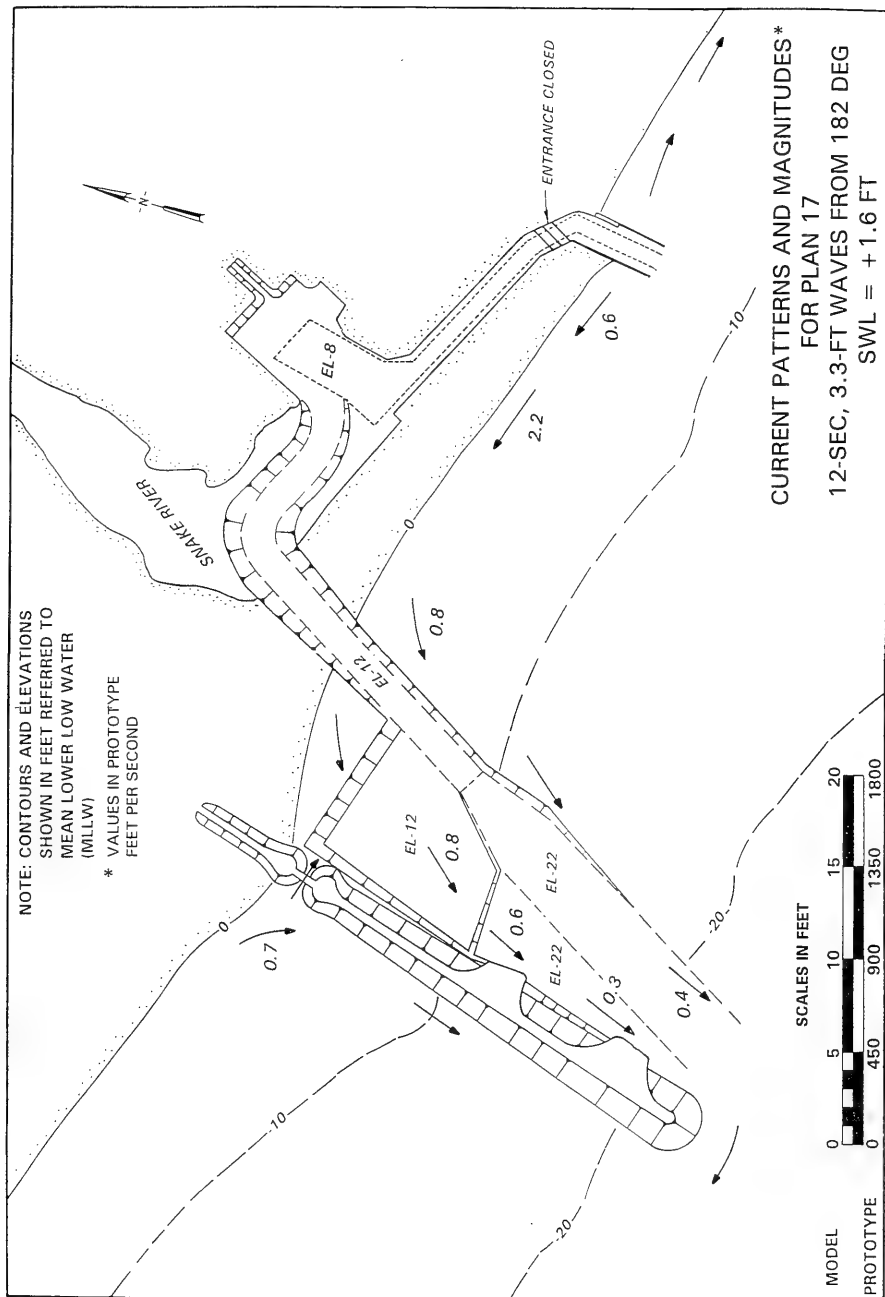 NOTE: CONTOURS AND ELEVATIONS
SHOWN IN FEET REFERRED TO
MEAN LOWER LOW WATER
(MLLW)
* VALUES IN PROTOTYPE
FEET PER SECOND
SNAKE RIVER
N
EL-8
ENTRANCE CLOSED
0.6
2.2
0
0.8
EL-12
-10
0
0.7
EL-12
0.8
EL-22
0.6
EL-22
0.3
0.4
-20
-10
-20
CURRENT PATTERNS AND MAGNITUDES*
FOR PLAN 17
12-SEC, 3.3-FT WAVES FROM 182 DEG
SWL = +1.6 FT
SCALES IN FEET
MODEL 0 5 10 15 20
PROTOTYPE 0 450 900 1350 1800